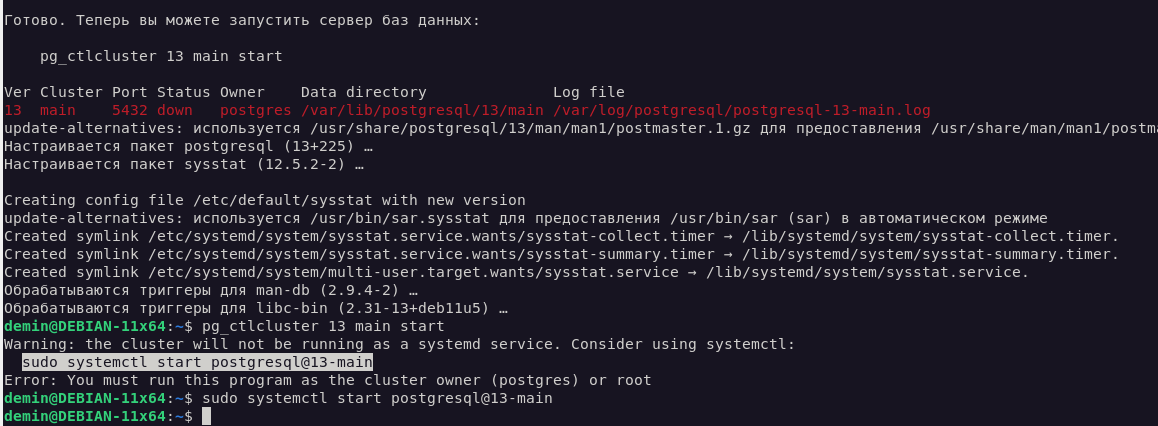 Готово. Теперь вы можете запустить сервер баз данных:
pg_ctlcluster 13 main start
Ver Cluster Port Status Owner    Data directory              Log file
13  main    5432 down   postgres /var/lib/postgresql/13/main /var/log/postgresql/postgresql-13-main.log
update-alternatives: используется /usr/share/postgresql/13/man/man1/postmaster.1.gz для предоставления /usr/share/man/man1/postm
Настраивается пакет postgresql (13+225) …
Настраивается пакет sysstat (12.5.2-2) …
Creating config file /etc/default/sysstat with new version
update-alternatives: используется /usr/bin/sar.sysstat для предоставления /usr/bin/sar (sar) в автоматическом режиме
Created symlink /etc/systemd/system/sysstat.service.wants/sysstat-collect.timer → /lib/systemd/system/sysstat-collect.timer.
Created symlink /etc/systemd/system/sysstat.service.wants/sysstat-summary.timer → /lib/systemd/system/sysstat-summary.timer.
Created symlink /etc/systemd/system/multi-user.target.wants/sysstat.service → /lib/systemd/system/sysstat.service.
Обрабатываются триггеры для man-db (2.9.4-2) …
Обрабатываются триггеры для libc-bin (2.31-13+deb11u5) …
demin@DEBIAN-11x64:~$ pg_ctlcluster 13 main start
Warning: the cluster will not be running as a systemd service. Consider using systemctl:
sudo systemctl start postgresql@13-main
Error: You must run this program as the cluster owner (postgres) or root
demin@DEBIAN-11x64:~$ sudo systemctl start postgresql@13-main
demin@DEBIAN-11x64:~$